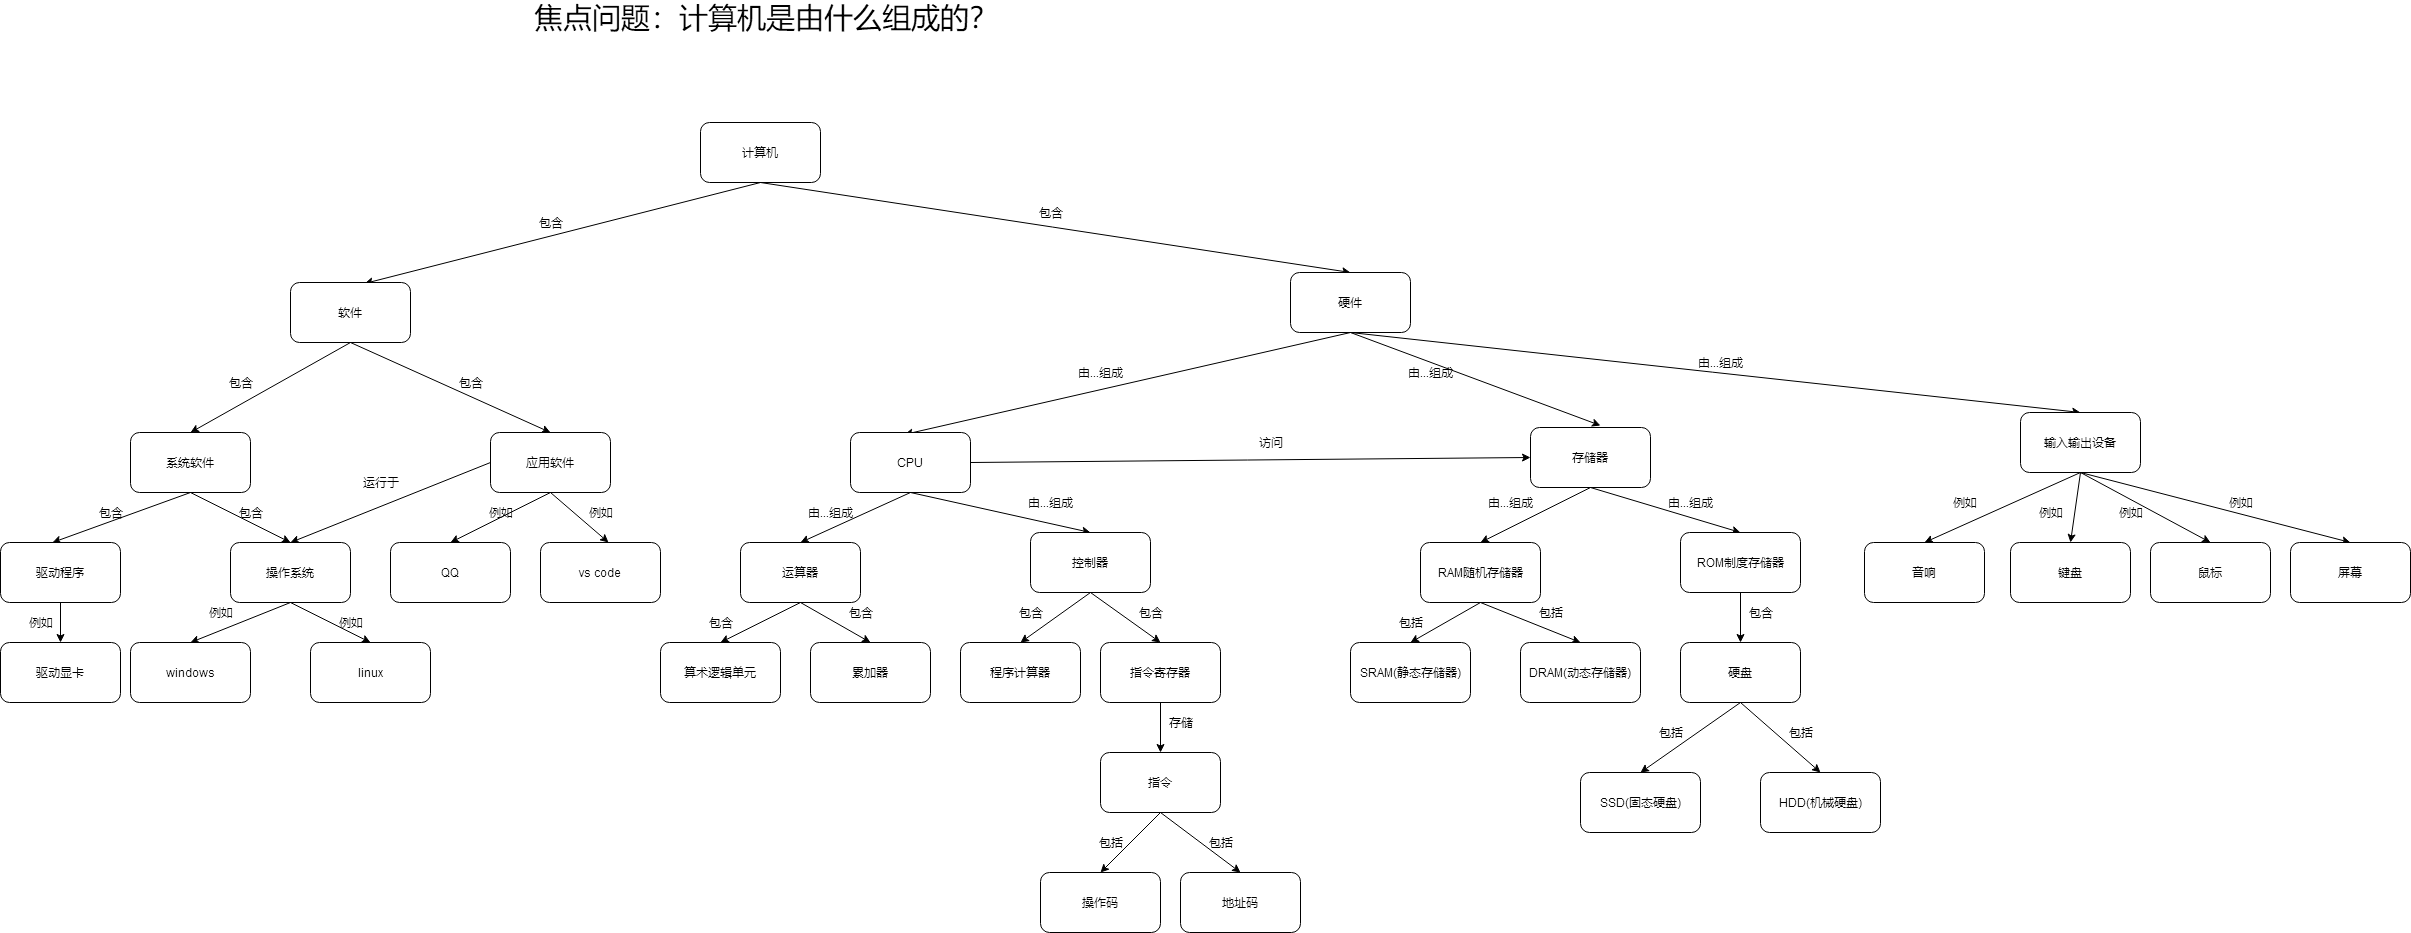 焦点问题：计算机是由什么组成的？
计算机
包含
包含
软件
硬件
包含
包含
由...组成
由...组成
由...组成
系统软件
应用软件
CPU
访问
存储器
输入输出设备
运行于
包含
包含
例如
例如
由...组成
由...组成
由...组成
由...组成
例如
例如
例如
例如
驱动程序
操作系统
QQ
vs code
运算器
控制器
RAM随机存储器
ROM制度存储器
音响
键盘
鼠标
屏幕
例如
例如
例如
包含
包含
包含
包含
包括
包括
包含
驱动显卡
windows
linux
算术逻辑单元
累加器
程序计算器
指令寄存器
SRAM(静态存储器)
DRAM(动态存储器)
硬盘
存储
包括
包括
指令
SSD(固态硬盘)
HDD(机械硬盘)
包括
包括
操作码
地址码